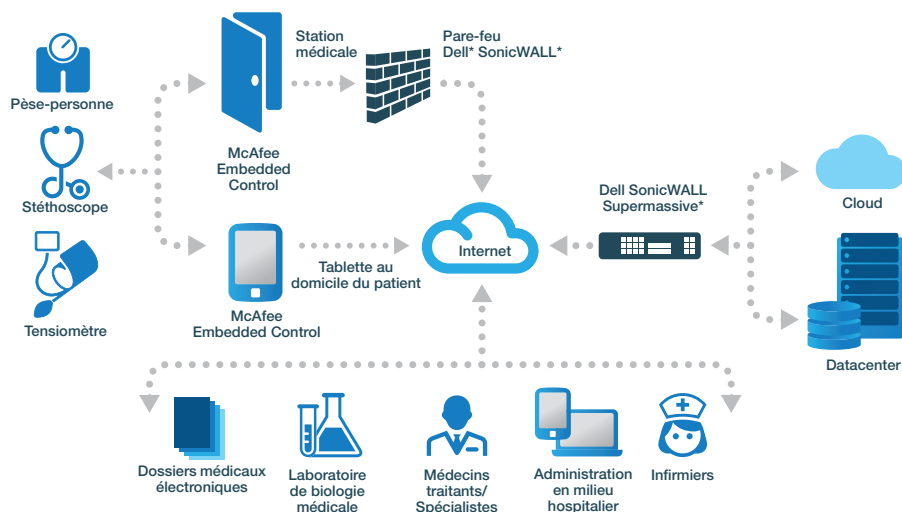 Station
médicale
Pare-feu
Dell* SonicWALL*
Pèse-personne
McAfee
Embedded
Control
Stéthoscope
Dell SonicWALL
Supermassive*
Cloud
Internet
Tablette au
domicile du patient
Tensiomètre
McAfee
Embedded Control
Datacenter
Dossiers médicaux
électroniques
Laboratoire
de biologie
médicale
Médecins
traitants/
Spécialistes
Administration
en milieu
hospitalier
Infirmiers